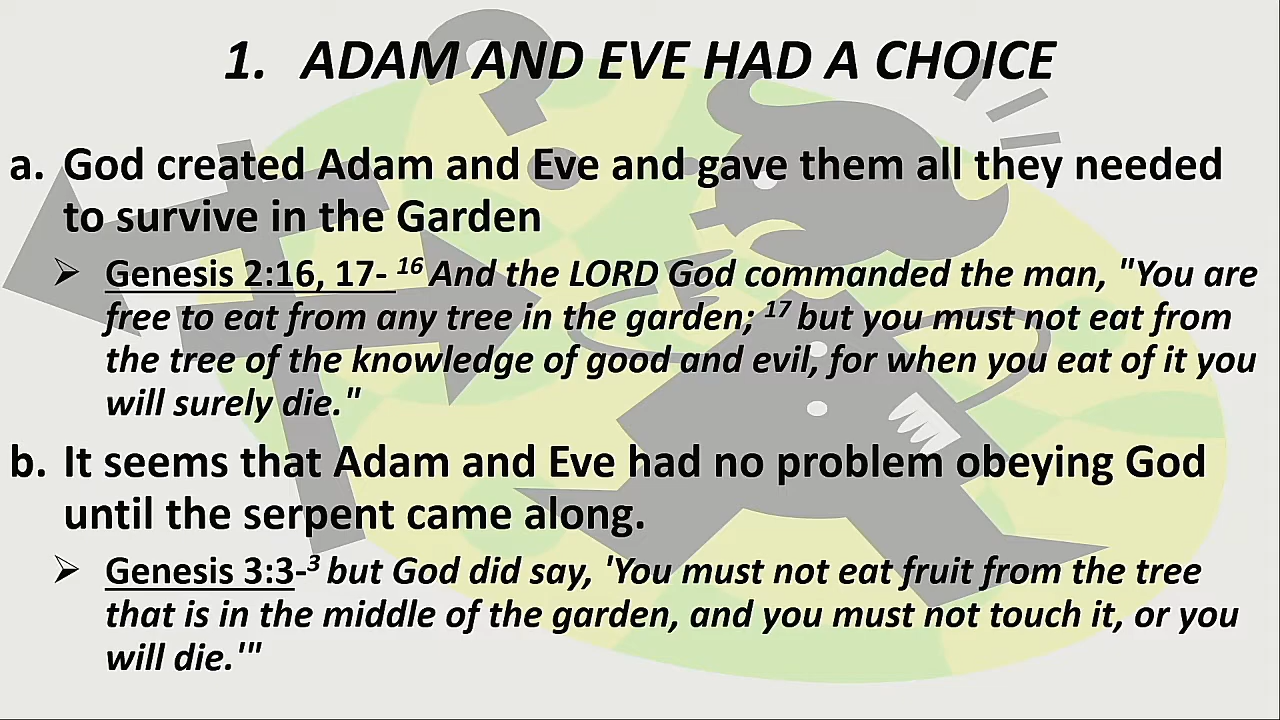 1. ADAM AND EVE HAD A CHOICE
a. God created Adam and Eve and gave them all they needed
to survive in the Garden
➢ Genesis 2:16, 17- 16 And the LORD God commanded the man, "You are
free to eat from any tree in the garden; 17 but you must not eat from
the tree of the knowledge of good and evil, for when you eat of it you
will surely die."
b. It seems that Adam and Eve had no problem obeying God
until the serpent came along.
➢ Genesis 3:3-3 but God did say, 'You must not eat fruit from the tree
that is in the middle of the garden, and you must not touch it, or you
will die.'"